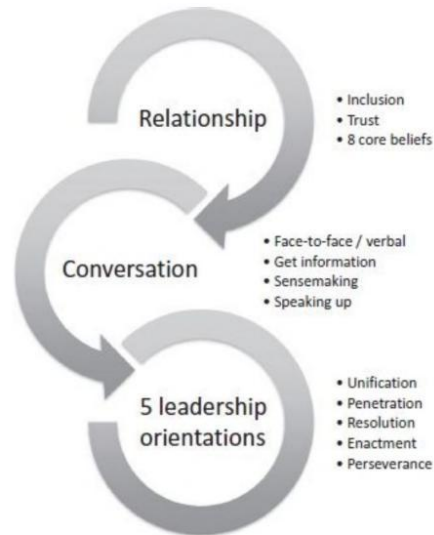 Relationship
• Inclusion
• Trust
• 8 core beliefs
Conversation
• Face-to-face / verbal
• Get information
• Sensemaking
• Speaking up
5 leadership
orientations
• Unification
• Penetration
• Resolution
• Enactment
• Perseverance